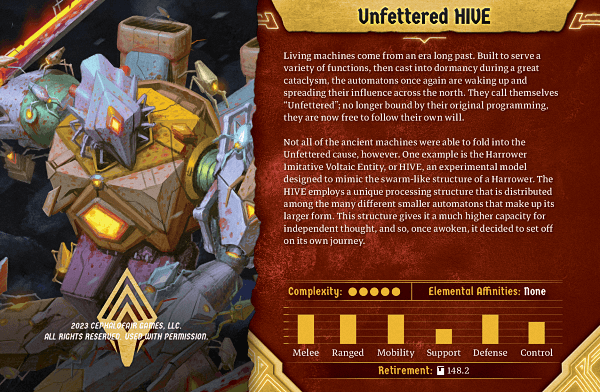 Unfettered HIVE
Living machines come from an era long past. Built to serve a
variety of functions, then cast into dormancy during a great
cataclysm, the automatons once again are waking up and
spreading their influence across the north. They call themselves
“Unfettered”; no longer bound by their original programming,
they are now free to follow their own will.
Not all of the ancient machines were able to fold into the
Unfettered cause, however. One example is the Harrower
Imitative Voltaic Entity, or HIVE, an experimental model
designed to mimic the swarm-like structure of a Harrower. The
HIVE employs a unique processing structure that is distributed
among the many different smaller automatons that make up its
larger form. This structure gives it a much higher capacity for
independent thought, and so, once awoken, it decided to set off
on its own journey.
Complexity: Elemental Affinities: None
Melee Ranged Mobility Support Defense Control
Retirement: 148.2
2023 CEPHALOFAIR GAMES, LLC.
ALL RIGHTS RESERVED, USED WITH PERMISSION.